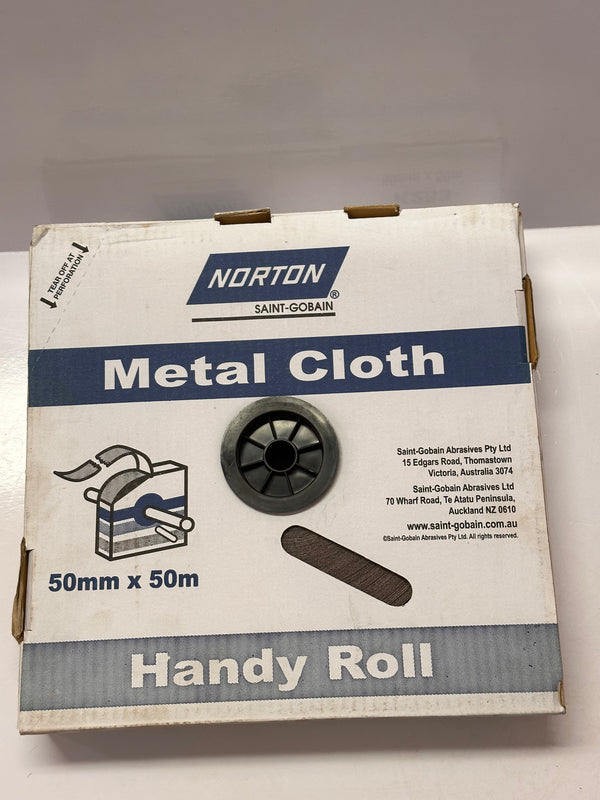 TEAR OFF AT
PERFORATION
NORTON
®
SAINT-GOBAIN
Metal Cloth
Saint-Gobain Abrasives Pty Ltd
15 Edgars Road, Thomastown
Victoria, Australia 3074
Saint-Gobain Abrasives Ltd
70 Wharf Road, Te Atatu Peninsula,
Auckland NZ 0610
www.saint-gobain.com.au
©Saint-Gobain Abrasives Pty Ltd. All rights reserved.
50mm x 50m
Handy Roll